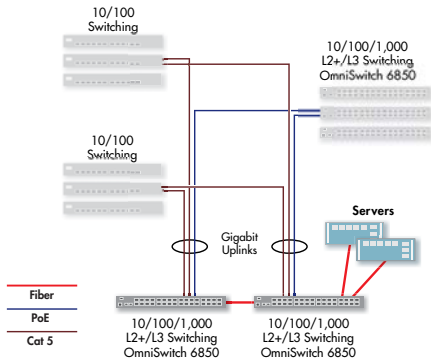 10/100
Switching
10/100/1,000
L2+/L3 Switching
OmniSwitch 6850
10/100
Switching
Servers
Gigabit
Uplinks
Fiber
PoE
Cat 5
10/100/1,000
L2+/L3 Switching
OmniSwitch 6850
10/100/1,000
L2+/L3 Switching
OmniSwitch 6850